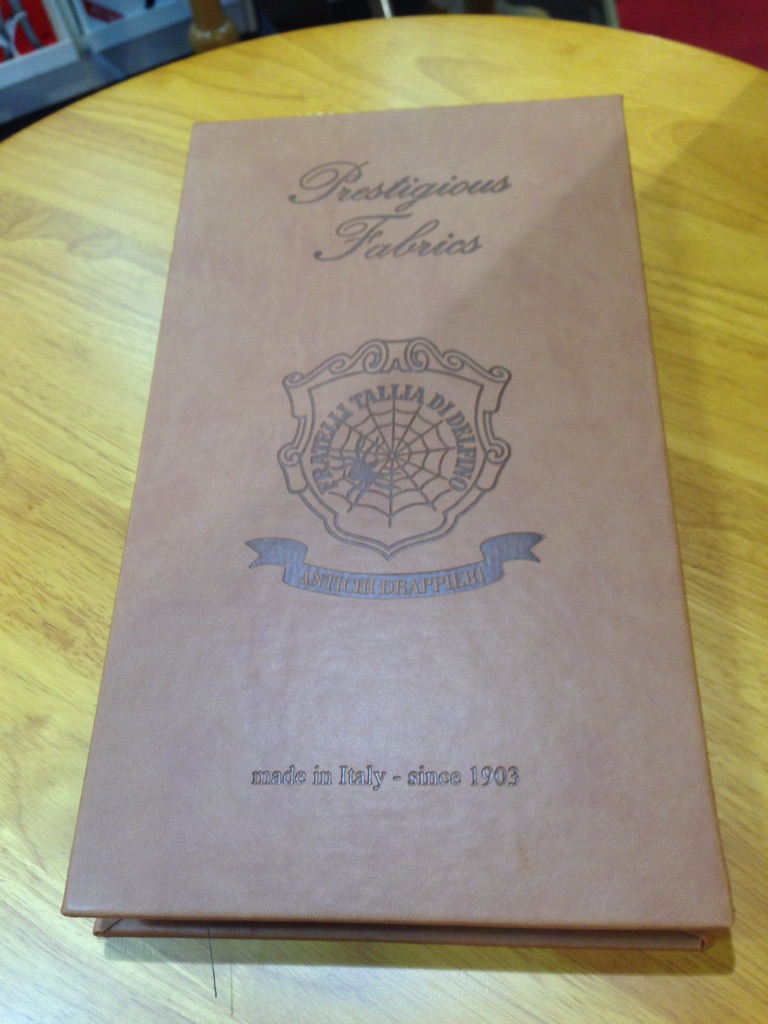 Prestigious
Fabrics
FRATELLI TALLIA DI DELFINO
ANTICHI DRAPPIERI
made in Italy - since 1903